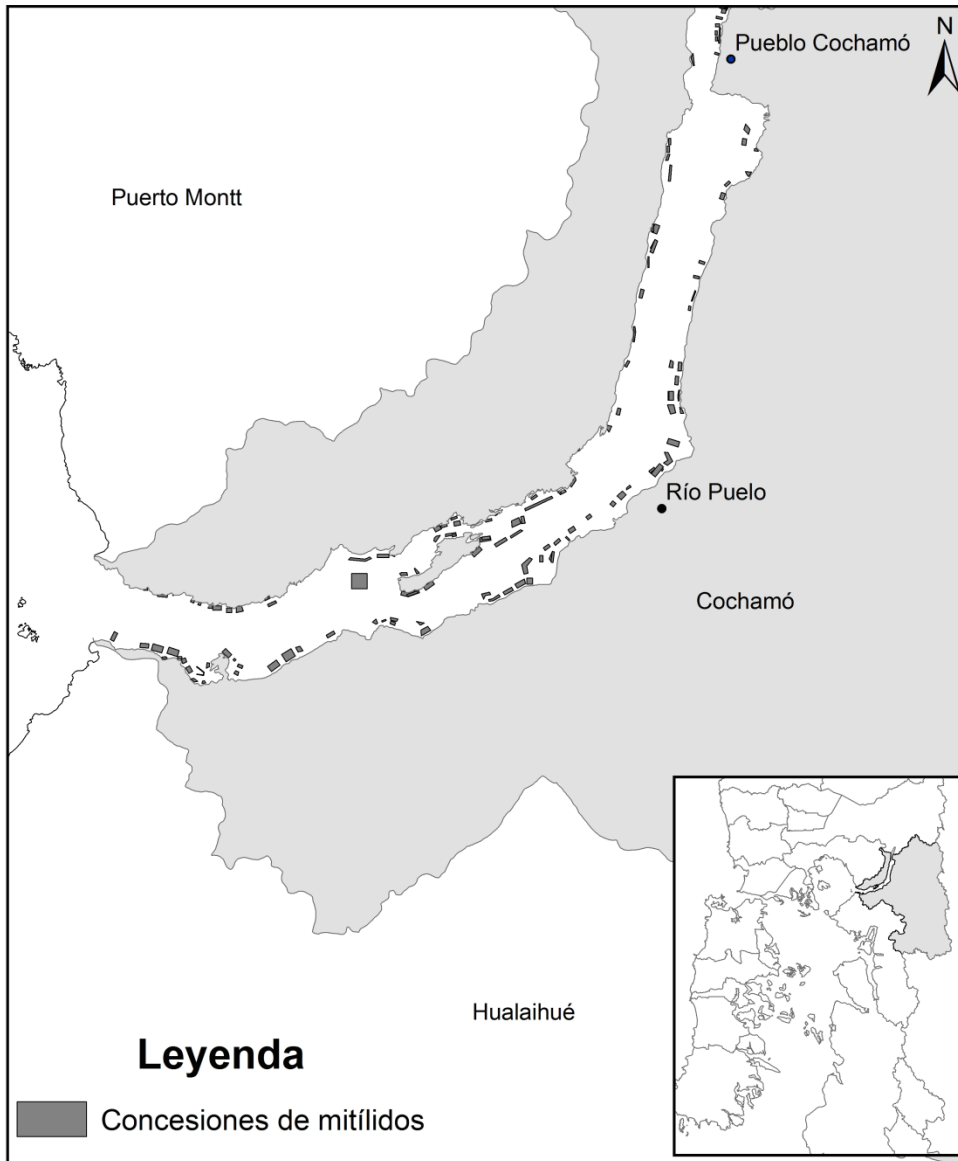 N
Pueblo Cochamó
Puerto Montt
Río Puelo
Cochamó
Hualaihué
Leyenda
Concesiones de mitílidos